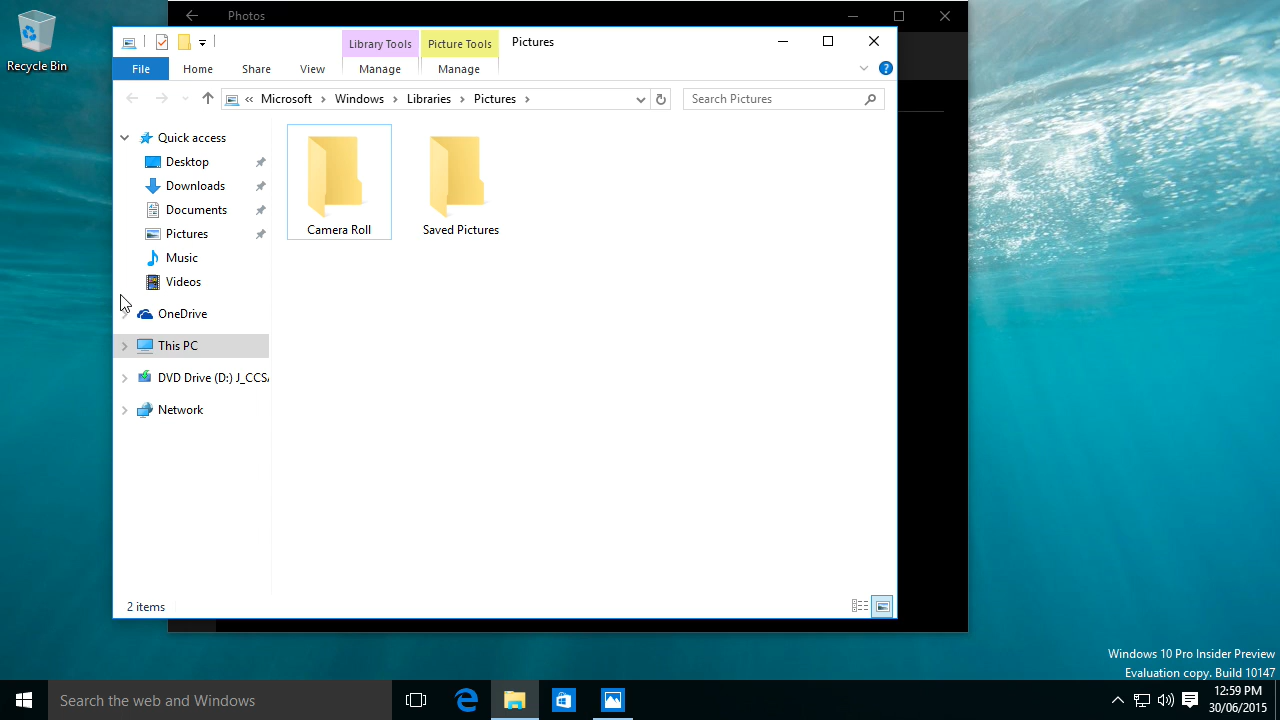 Photos
Recycle Bin
Library Tools
Picture Tools
Pictures
File
Home
Share
View
Manage
Manage
« Microsoft > Windows > Libraries > Pictures >
Search Pictures
Quick access
Desktop
Downloads
Documents
Pictures
Music
Videos
OneDrive
This PC
DVD Drive (D:) J_CCSA
Network
Camera Roll
Saved Pictures
2 items
Windows 10 Pro Insider Preview
Evaluation copy. Build 10147
Search the web and Windows
12:59 PM
30/06/2015